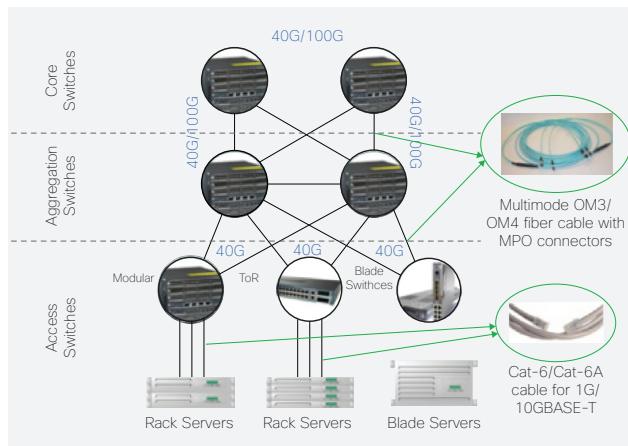 40G/100G
Core
Switches
40G/100G
40G/100G
Aggregation
Switches
Multimode OM3/
OM4 fiber cable with
MPO connectors
40G
40G
40G
Modular
ToR
Blade
Swithces
Access
Switches
Cat-6/Cat-6A
cable for 1G/
10GBASE-T
Rack Servers
Rack Servers
Blade Servers